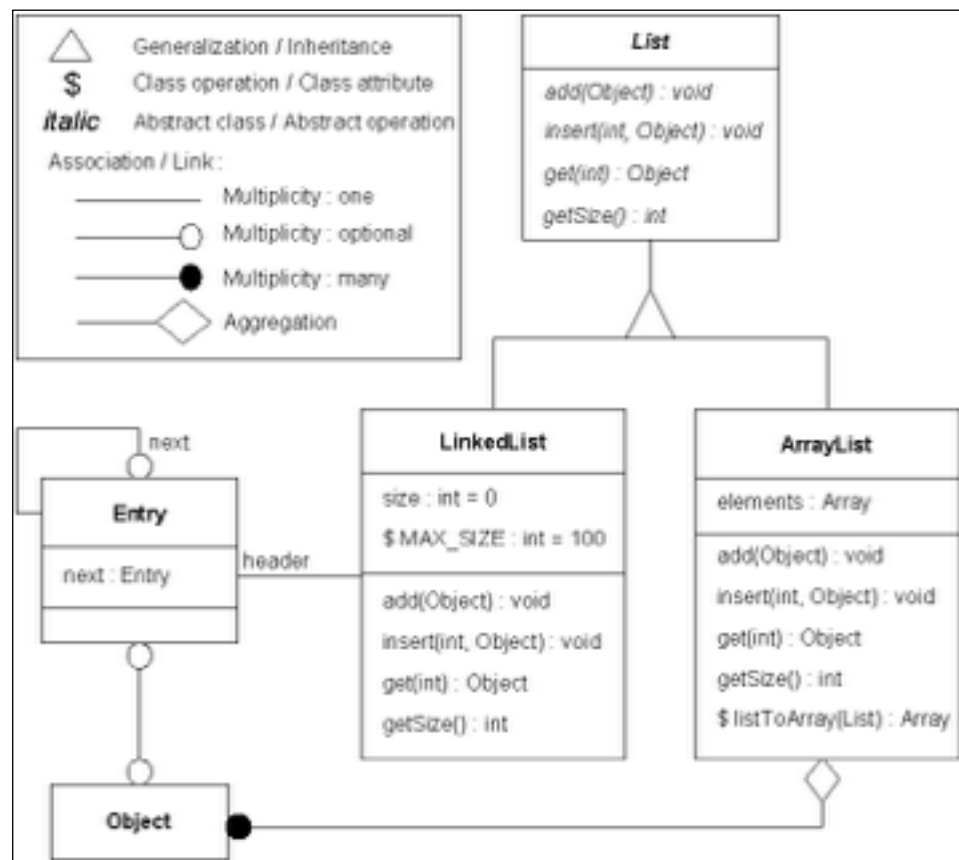 Generalization / Inheritance
$ Class operation / Class attribute
italic Abstract class / Abstract operation
Association / Link :
Multiplicity : one
Multiplicity : optional
Multiplicity : many
Aggregation
List
add(Object) : void
insert(int, Object) : void
get(int) : Object
getSize() : int
next
Entry
next : Entry
header
LinkedList
size : int = 0
$ MAX_SIZE : int = 100
add(Object) : void
insert(int, Object) : void
get(int) : Object
getSize() : int
ArrayList
elements : Array
add(Object) : void
insert(int, Object) : void
get(int) : Object
getSize() : int
$ listToArray(List) : Array
Object